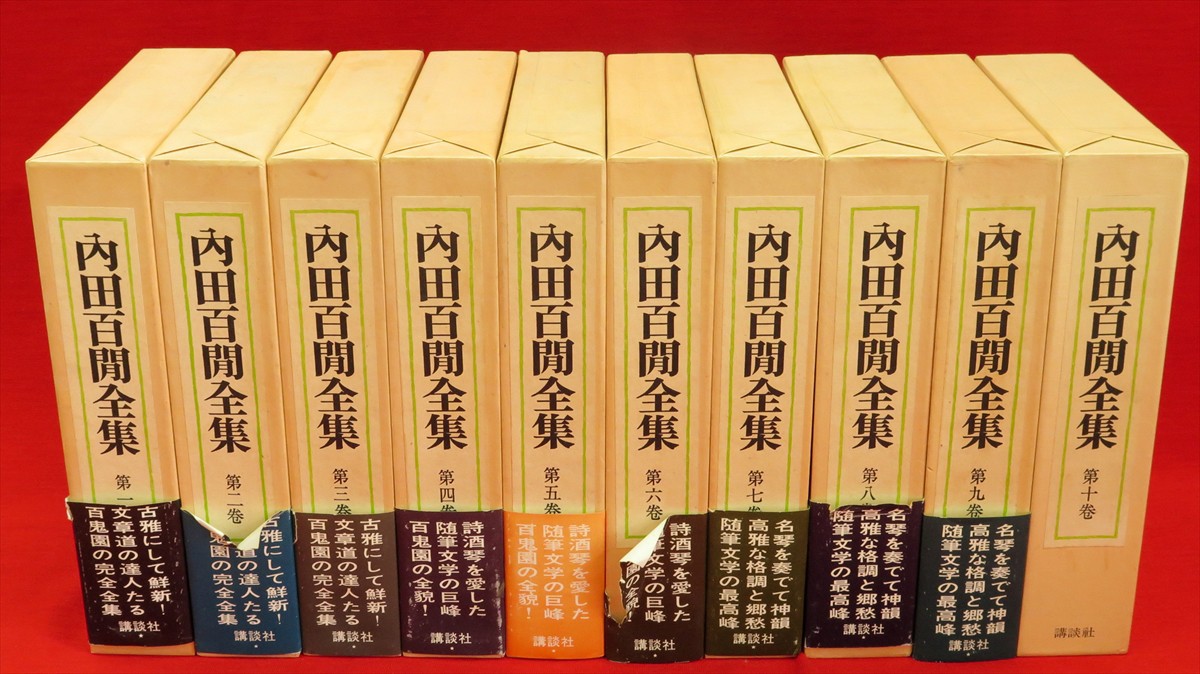 內田百閒全集
第一
古雅にして鮮新!
文章道の達人たる
百鬼園の完全全集
講談社
內田百閒全集
第二巻
古雅にして鮮新!
の達人たる
百鬼園の完全全集
講談社
內田百閒全集
第三巻
古雅にして鮮新!
文章道の達人たる
百鬼園の完全全集
講談社
內田百閒全集
第四巻
詩酒琴を愛した
随筆文学の巨峰
百鬼園の全貌!
講談社
內田百閒全集
第五巻
詩酒琴を愛した
随筆文学の巨峰
百鬼園の全貌!
講談社
內田百閒全集
第六巻
詩酒琴を愛した
筆文学の巨峰
園の全貌!
講談社
內田百閒全集
第七巻
名琴を奏でて神韻
高雅な格調と郷愁
随筆文学の最高峰
講談社
內田百閒全集
第八
名琴を奏でて神韻
高雅な格調と郷愁
随筆文学の最高峰
講談社
內田百閒全集
第九巻
名琴を奏でて神韻
高雅な格調と郷愁
随筆文学の最高峰
講談社
內田百閒全集
第十巻
講談社